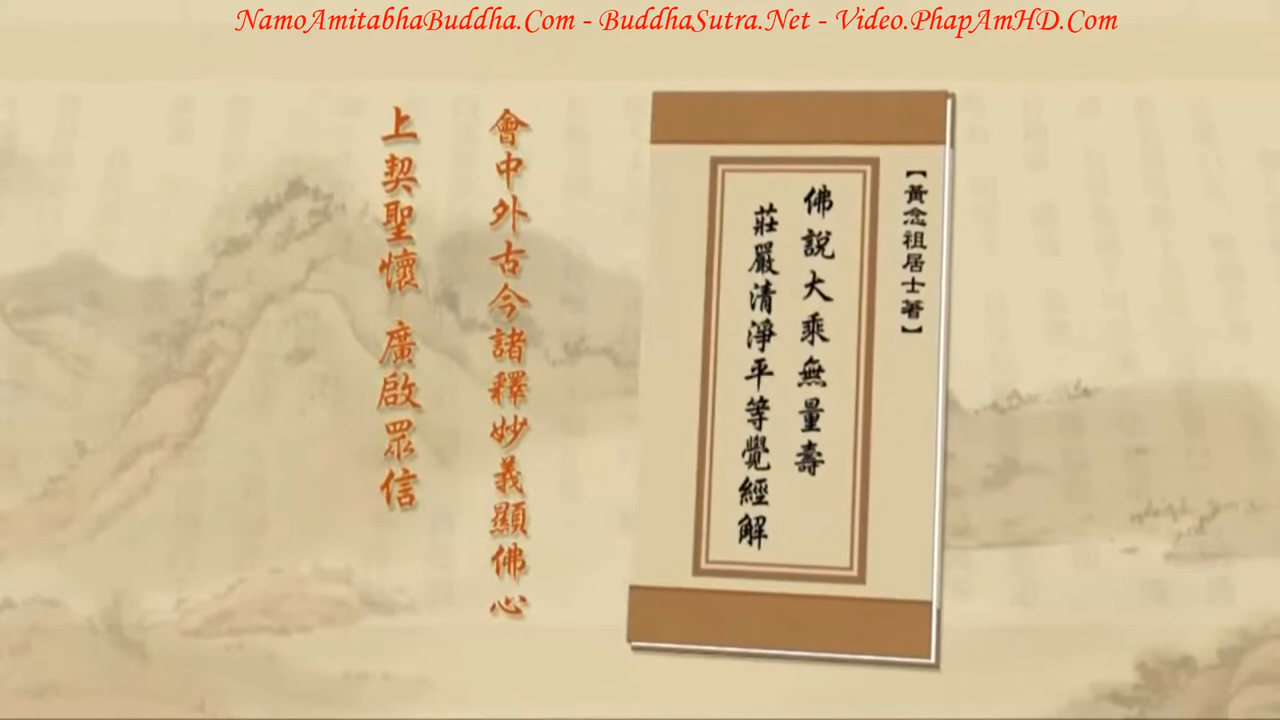 NamoAmitabhaBuddha.Com - BuddhaSutra.Net - Video.PhapAmHD.Com
【黃念祖居士著】
佛說大乘無量壽
莊嚴清淨平等覺經解
會中外古今諸釋妙義顯佛心
上契聖懷 廣啟眾信